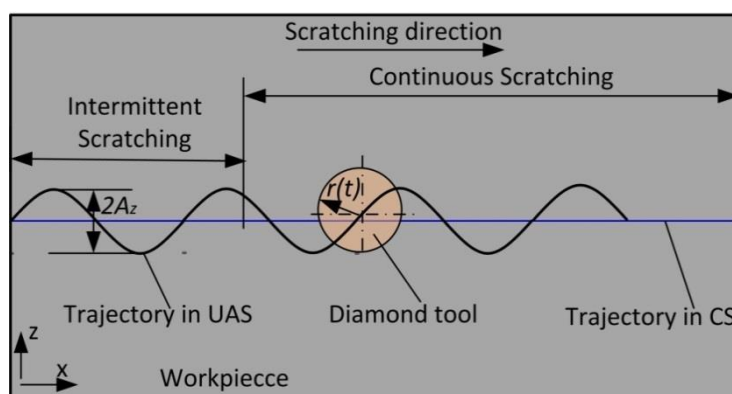 Scratching direction
Continuous Scratching
Intermittent
Scratching
r(t)
2Az
Trajectory in UAS
Diamond tool
Trajectory in CS
z
x
Workpiecce